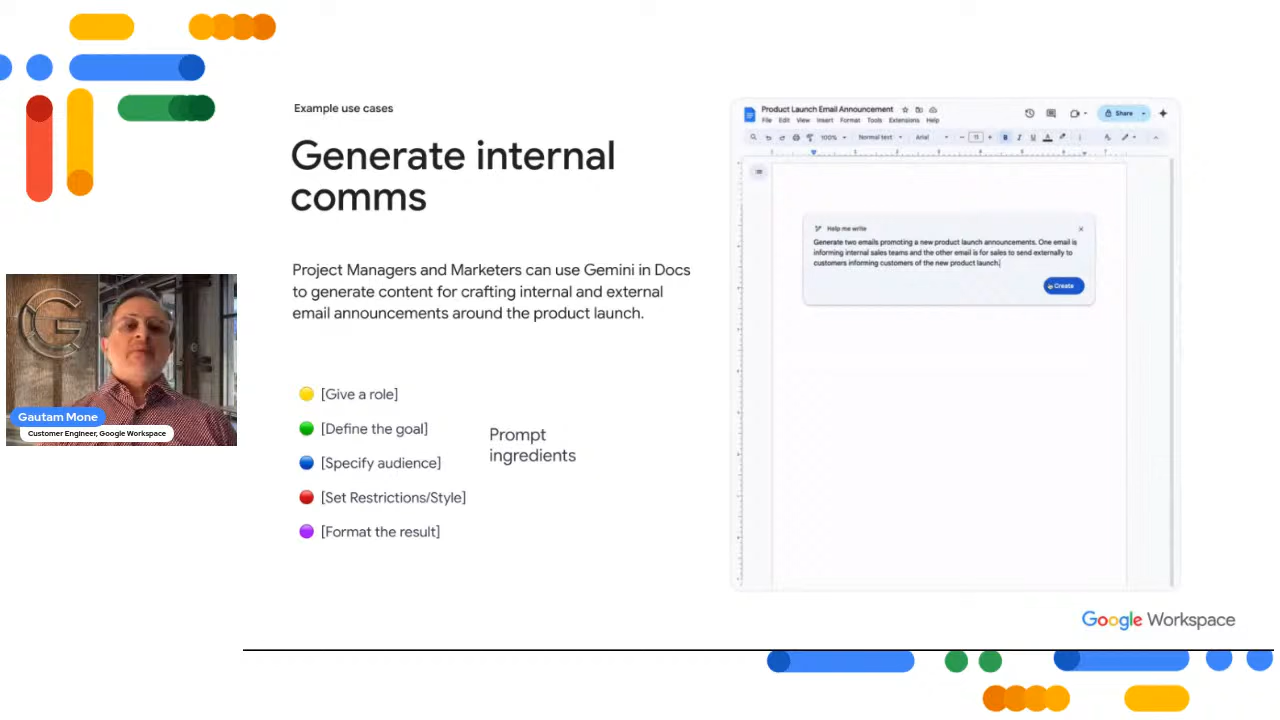 Example use cases
Generate internal
comms
Project Managers and Marketers can use Gemini in Docs
to generate content for crafting internal and external
email announcements around the product launch.
[Give a role]
[Define the goal]
[Specify audience]
[Set Restrictions/Style]
[Format the result]
Prompt
ingredients
Gautam Mone
Customer Engineer, Google Workspace
Product Launch Email Announcement
File Edit View Insert Format Tools Extensions Help
Share
100% Normal text Arial 11 B I U A
Help me write
Generate two emails promoting a new product launch announcements. One email is
informing internal sales teams and the other email is for sales to send externally to
customers informing customers of the new product launch.
Create
Google Workspace